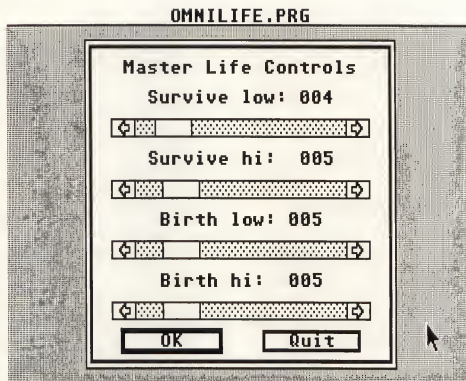 OMNILIFE.PRG
Master Life Controls
Survive low: 004
Survive hi: 005
Birth low: 005
Birth hi: 005
OK Quit